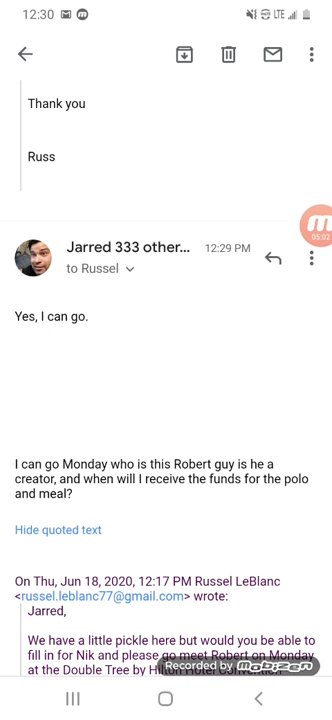 12:30
LTE
Thank you
Russ
05:02
Jarred 333 other... 12:29 PM
to Russel
Yes, I can go.
I can go Monday who is this Robert guy is he a
creator, and when will I receive the funds for the polo
and meal?
Hide quoted text
On Thu, Jun 18, 2020, 12:17 PM Russel LeBlanc
<russel.leblanc77@gmail.com> wrote:
Jarred,
We have a little pickle here but would you be able to
fill in for Nik and please go meet Robert on Monday
at the Double Tree by Hilton Hotel Convention
Recorded by MOBIZEN